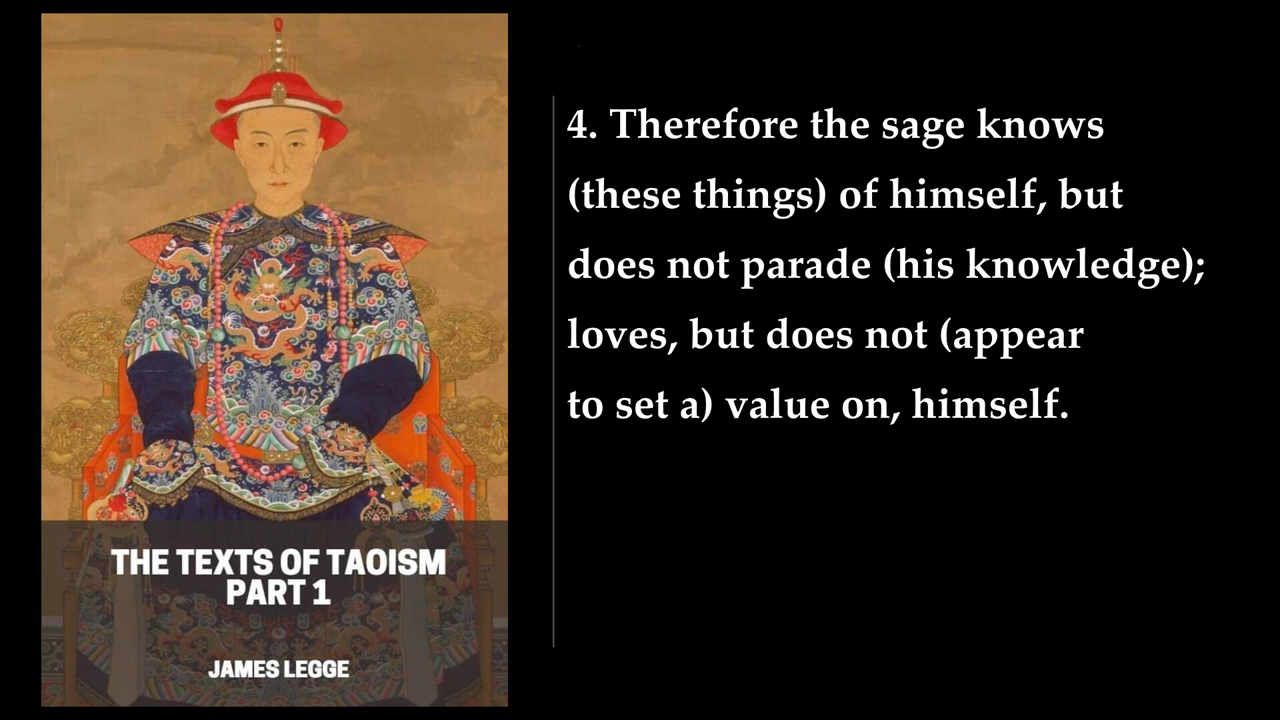 THE TEXTS OF TAOISM
PART 1
JAMES LEGGE
4. Therefore the sage knows
(these things) of himself, but
does not parade (his knowledge);
loves, but does not (appear
to set a) value on, himself.